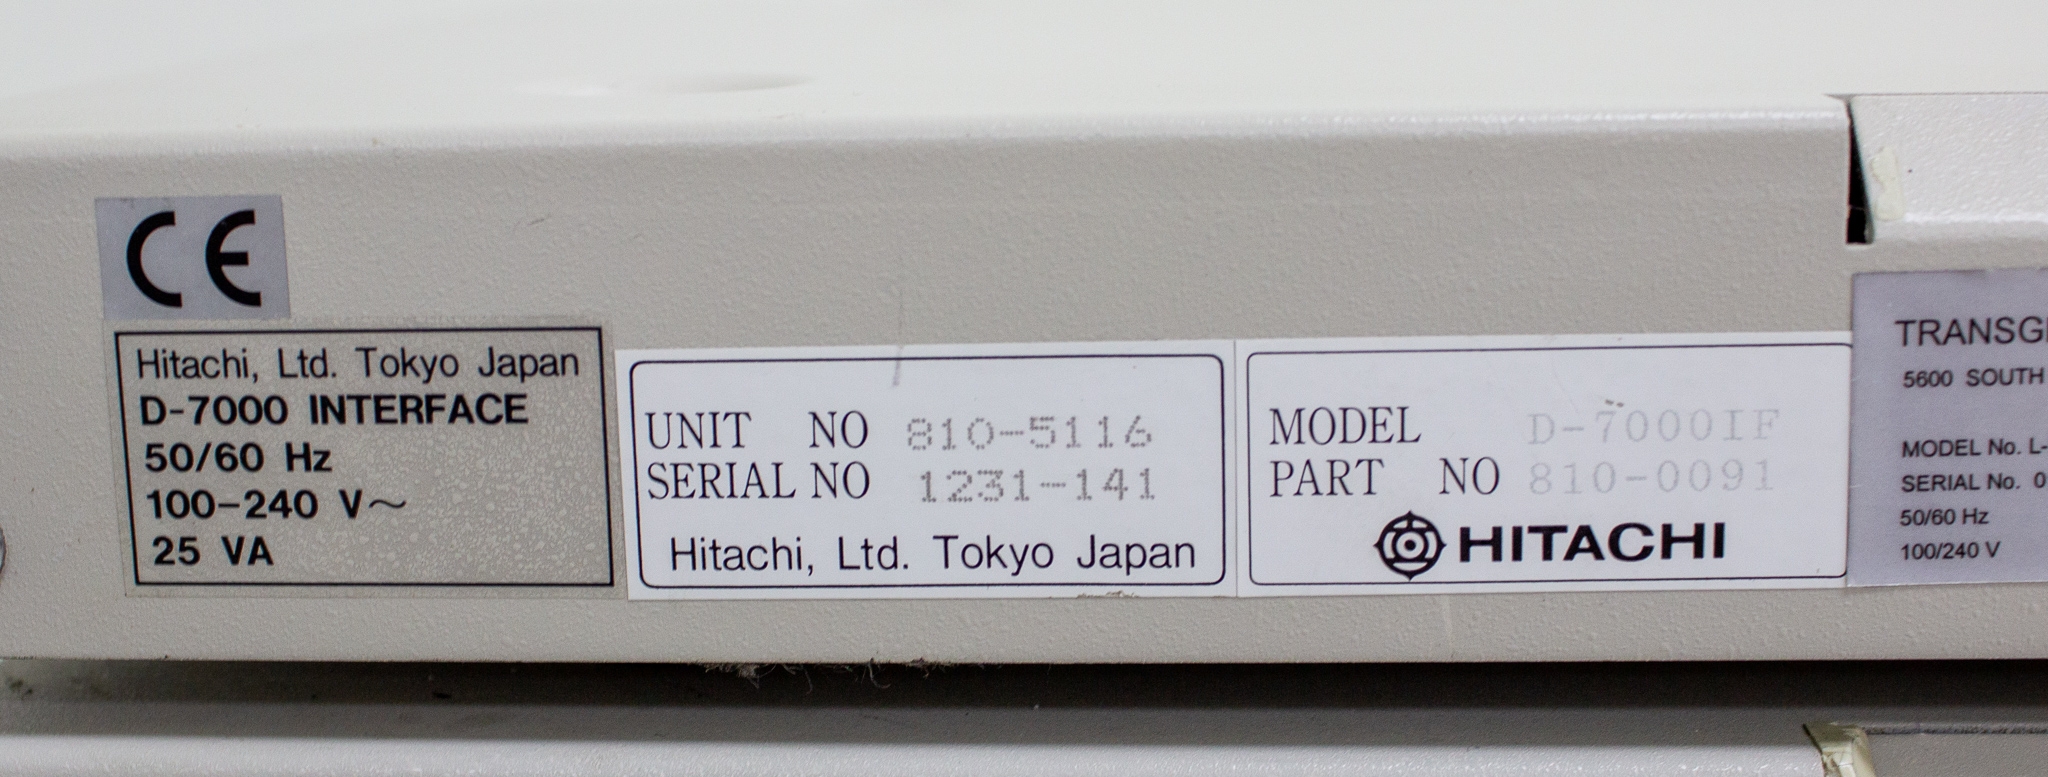 CE
Hitachi, Ltd. Tokyo Japan
D-7000 INTERFACE
50/60 Hz
100-240 V~
25 VA
UNIT NO 810-5116
SERIAL NO 1231-141
Hitachi, Ltd. Tokyo Japan
MODEL D-7000IF
PART NO 810-0091
HITACHI
5600 SOUTH
MODEL No. L-
SERIAL No. 0
50/60 Hz
100/240 V